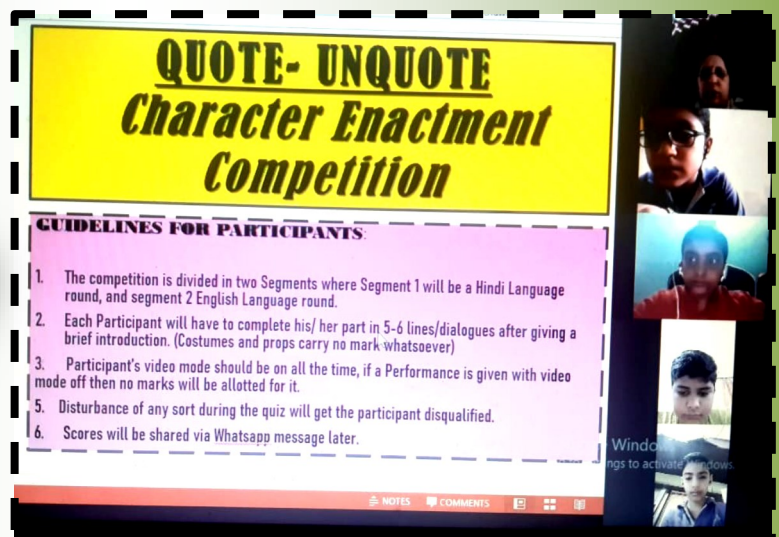 QUOTE- UNQUOTE
Character Enactment
Competition
GUIDELINES FOR PARTICIPANTS:
1. The competition is divided in two Segments where Segment 1 will be a Hindi Language
round, and segment 2 English Language round.
2. Each Participant will have to complete his/ her part in 5-6 lines/dialogues after giving a
brief introduction. (Costumes and props carry no mark whatsoever)
3. Participant's video mode should be on all the time, if a Performance is given with video
mode off then no marks will be allotted for it.
5. Disturbance of any sort during the quiz will get the participant disqualified.
6. Scores will be shared via Whatsapp message later.
NOTES COMMENTS
to activate Windows.